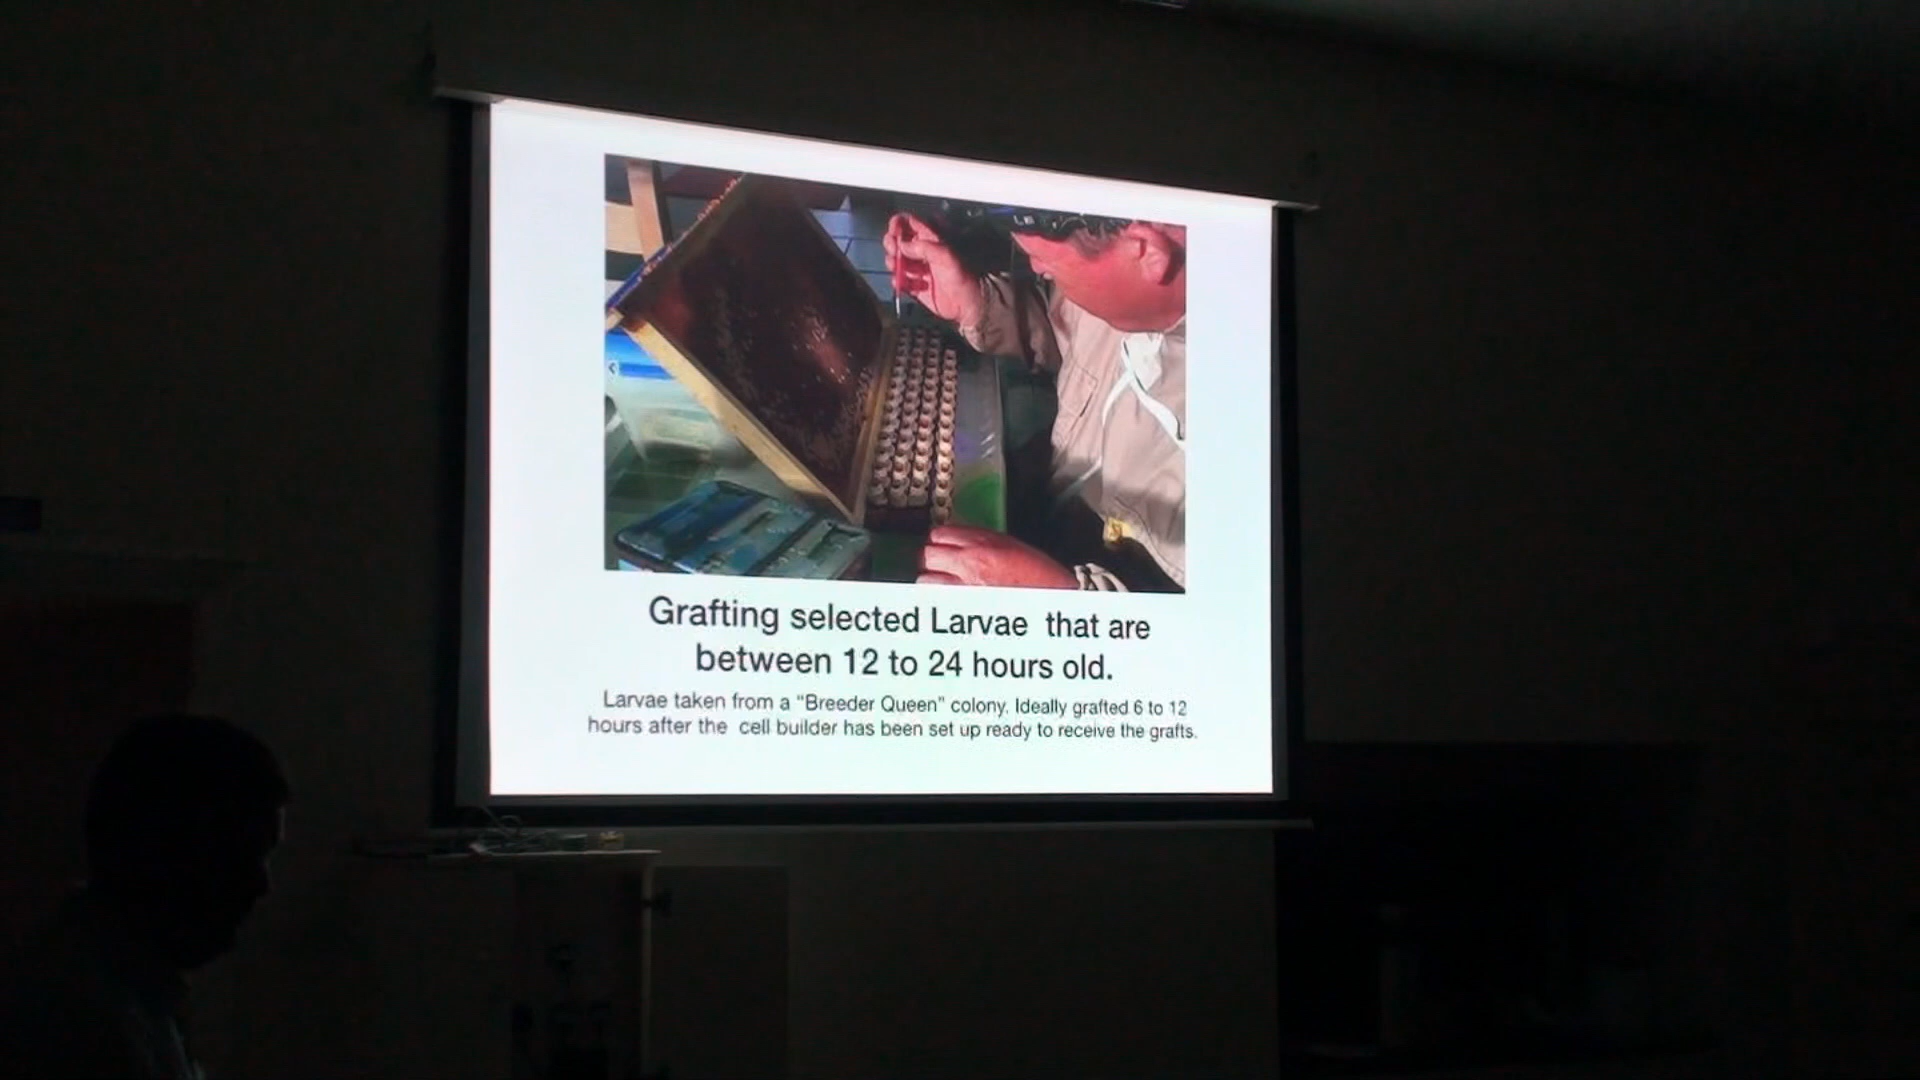 Grafting selected Larvae that are
between 12 to 24 hours old.
Larvae taken from a "Breeder Queen" colony. Ideally grafted 6 to 12
hours after the cell builder has been set up ready to receive the grafts.